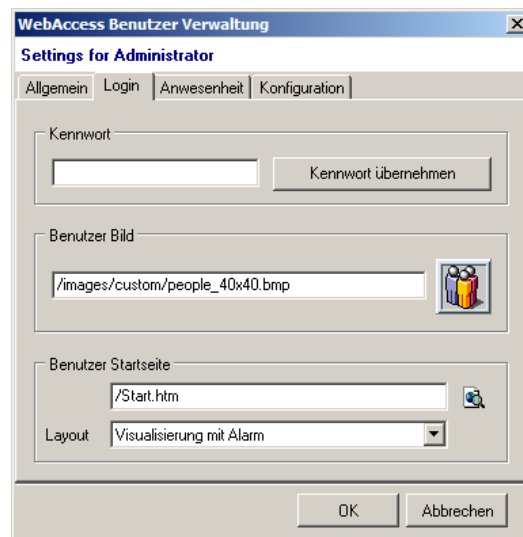 WebAccess Benutzer Verwaltung
Settings for Administrator
Allgemein Login Anwesenheit Konfiguration
Kennwort
Kennwort übernehmen
Benutzer Bild
/images/custom/people_40x40.bmp
Benutzer Startseite
/Start.htm
Layout Visualisierung mit Alarm
OK Abbrechen